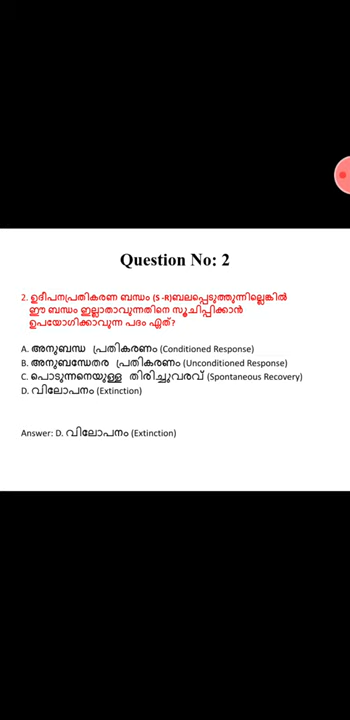 Question No: 2
2. ഉദീപനപ്രതികരണ ബന്ധം (S -R)ബലപ്പെടുത്തുന്നില്ലെങ്കിൽ
ഈ ബന്ധം ഇല്ലാതാവുന്നതിനെ സൂചിപ്പിക്കാൻ
ഉപയോഗിക്കാവുന്ന പദം ഏത്?
A. അനുബന്ധ പ്രതികരണം (Conditioned Response)
B. അനുബന്ധേതര പ്രതികരണം (Unconditioned Response)
C. പൊടുന്നനെയുള്ള തിരിച്ചുവരവ് (Spontaneous Recovery)
D. വിലോപനം (Extinction)
Answer: D. വിലോപനം (Extinction)